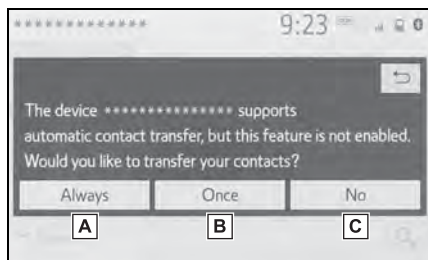 ************* 9:23
The device *************** supports
automatic contact transfer, but this feature is not enabled.
Would you like to transfer your contacts?
Always Once No
A B C